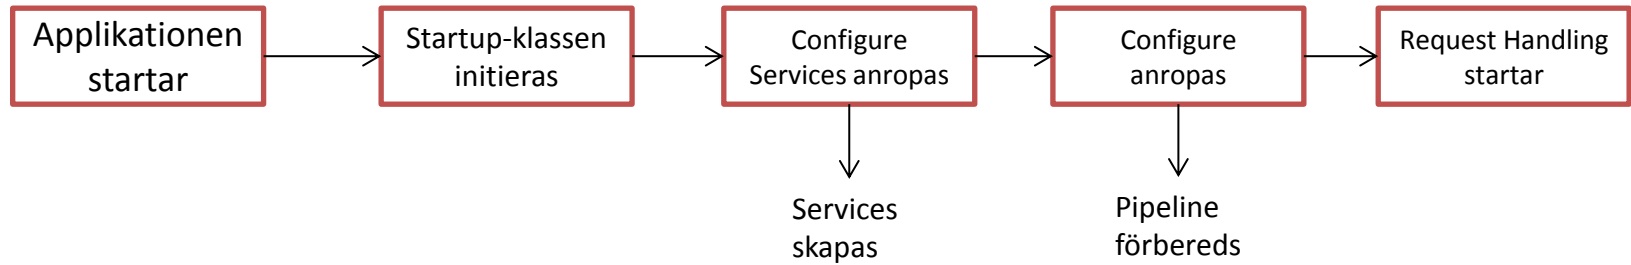 Applikationen
startar
Startup-klassen
initieras
Configure
Services anropas
Configure
anropas
Request Handling
startar
Services
skapas
Pipeline
förbereds